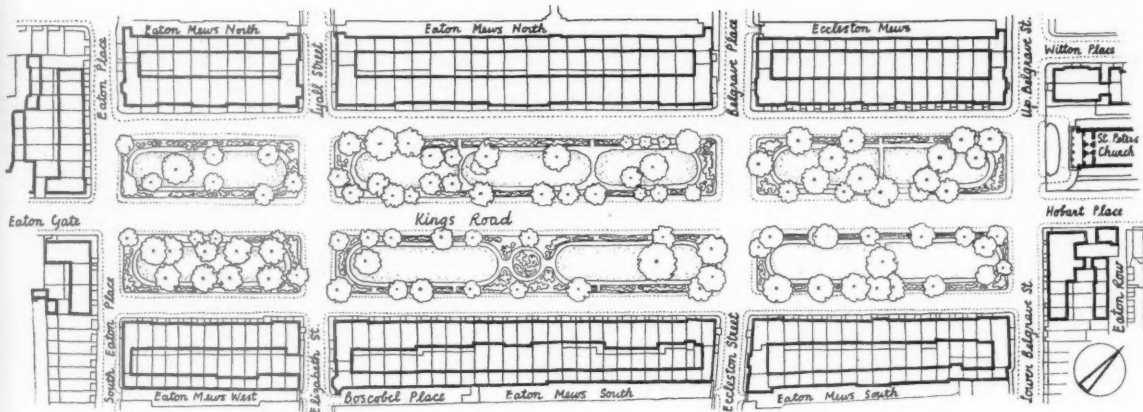 Eaton Mews North
Eaton Mews North
Eccleston Mews
Eaton Place
Lyall Street
Belgrave Place
Up. Belgrave St.
Wilton Place
St. Peters
Church
Eaton Gate
Kings Road
Hobart Place
South Eaton Place
Elizabeth St.
Eccleston Street
Lower Belgrave St.
Eaton Row
Eaton Mews West
Boscobel Place
Eaton Mews South
Eaton Mews South